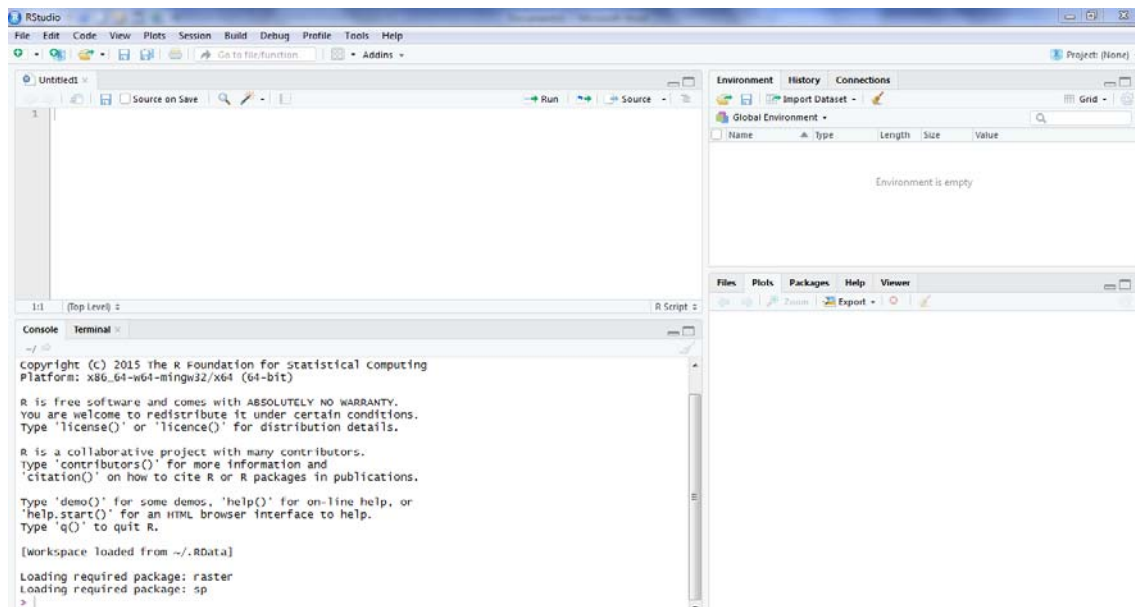 RStudio
File Edit Code View Plots Session Build Debug Profile Tools Help
Go to file/function Addins
Project: (None)
Untitled1
Source on Save Run Source
1
1:1 (Top Level) R Script
Console Terminal
~/
Copyright (C) 2015 The R Foundation for Statistical Computing
Platform: x86_64-w64-mingw32/x64 (64-bit)
R is free software and comes with ABSOLUTELY NO WARRANTY.
You are welcome to redistribute it under certain conditions.
Type 'license()' or 'licence()' for distribution details.
R is a collaborative project with many contributors.
Type 'contributors()' for more information and
'citation()' on how to cite R or R packages in publications.
Type 'demo()' for some demos, 'help()' for on-line help, or
'help.start()' for an HTML browser interface to help.
Type 'q()' to quit R.
[Workspace loaded from ~/.RData]
Loading required package: raster
Loading required package: sp
>
Environment History Connections
Import Dataset Grid
Global Environment
Name Type Length Size Value
Environment is empty
Files Plots Packages Help Viewer
Zoom Export